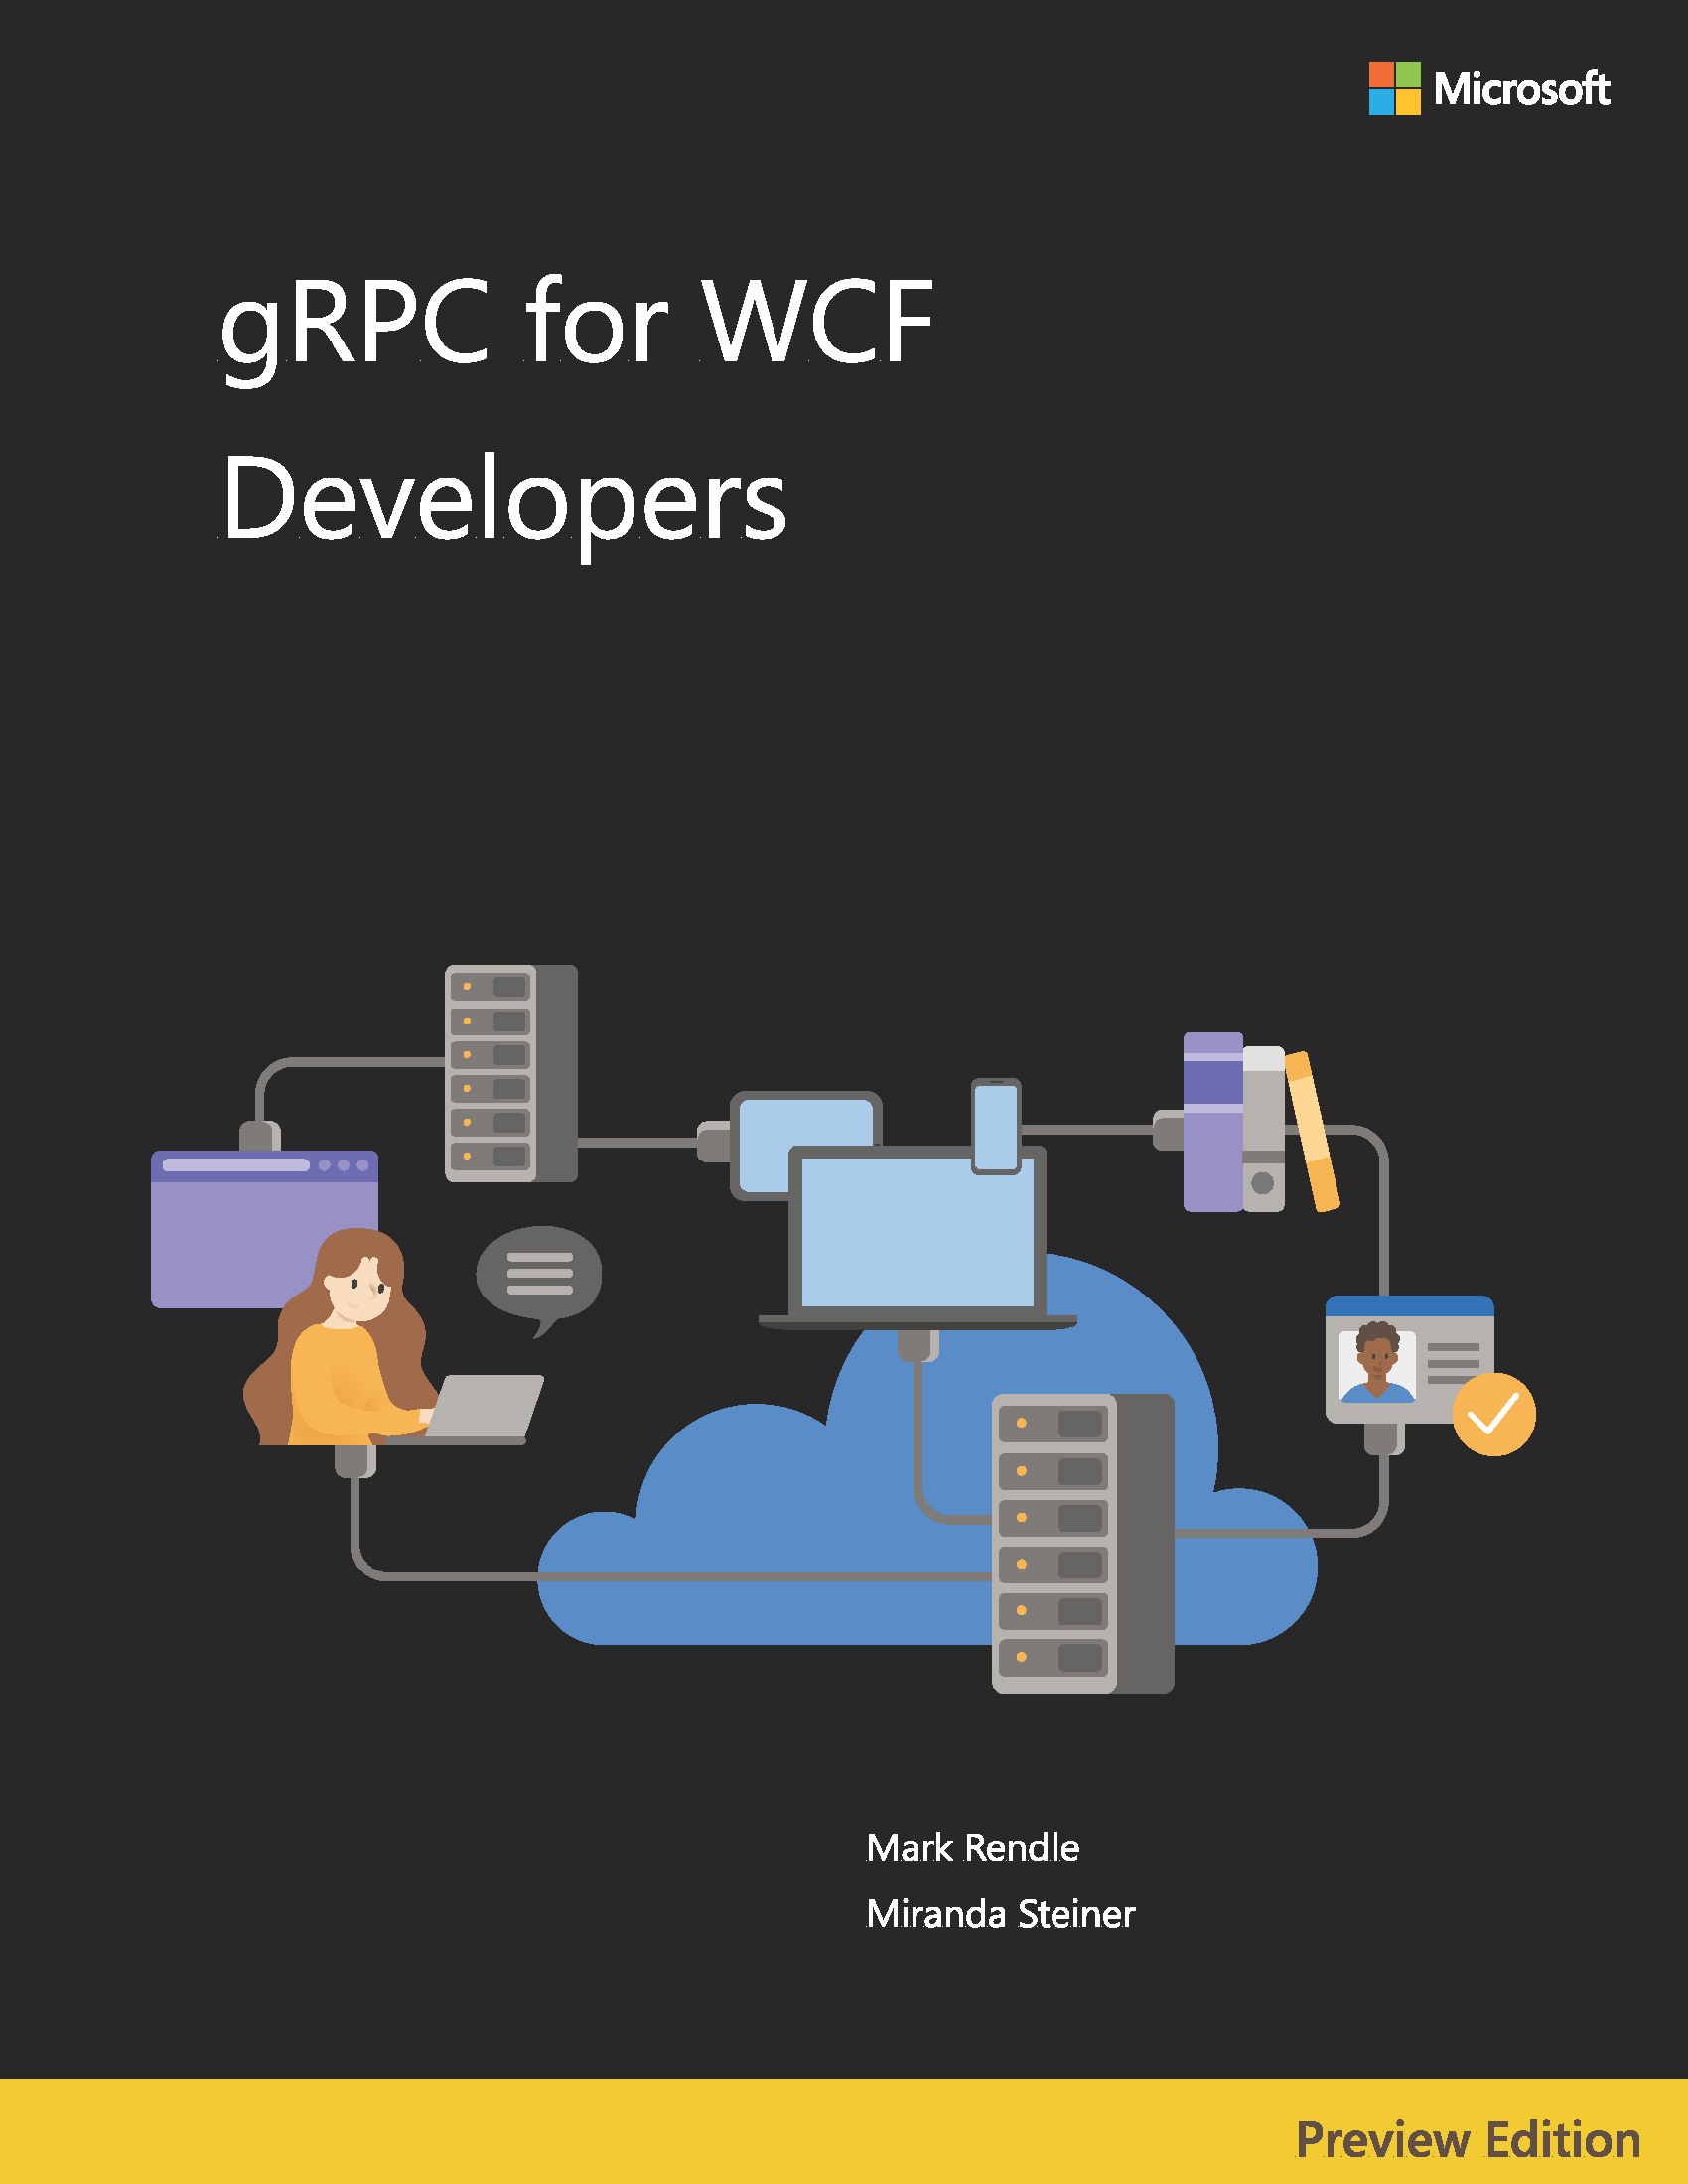 Microsoft
gRPC for WCF
Developers
Mark Rendle
Miranda Steiner
Preview Edition